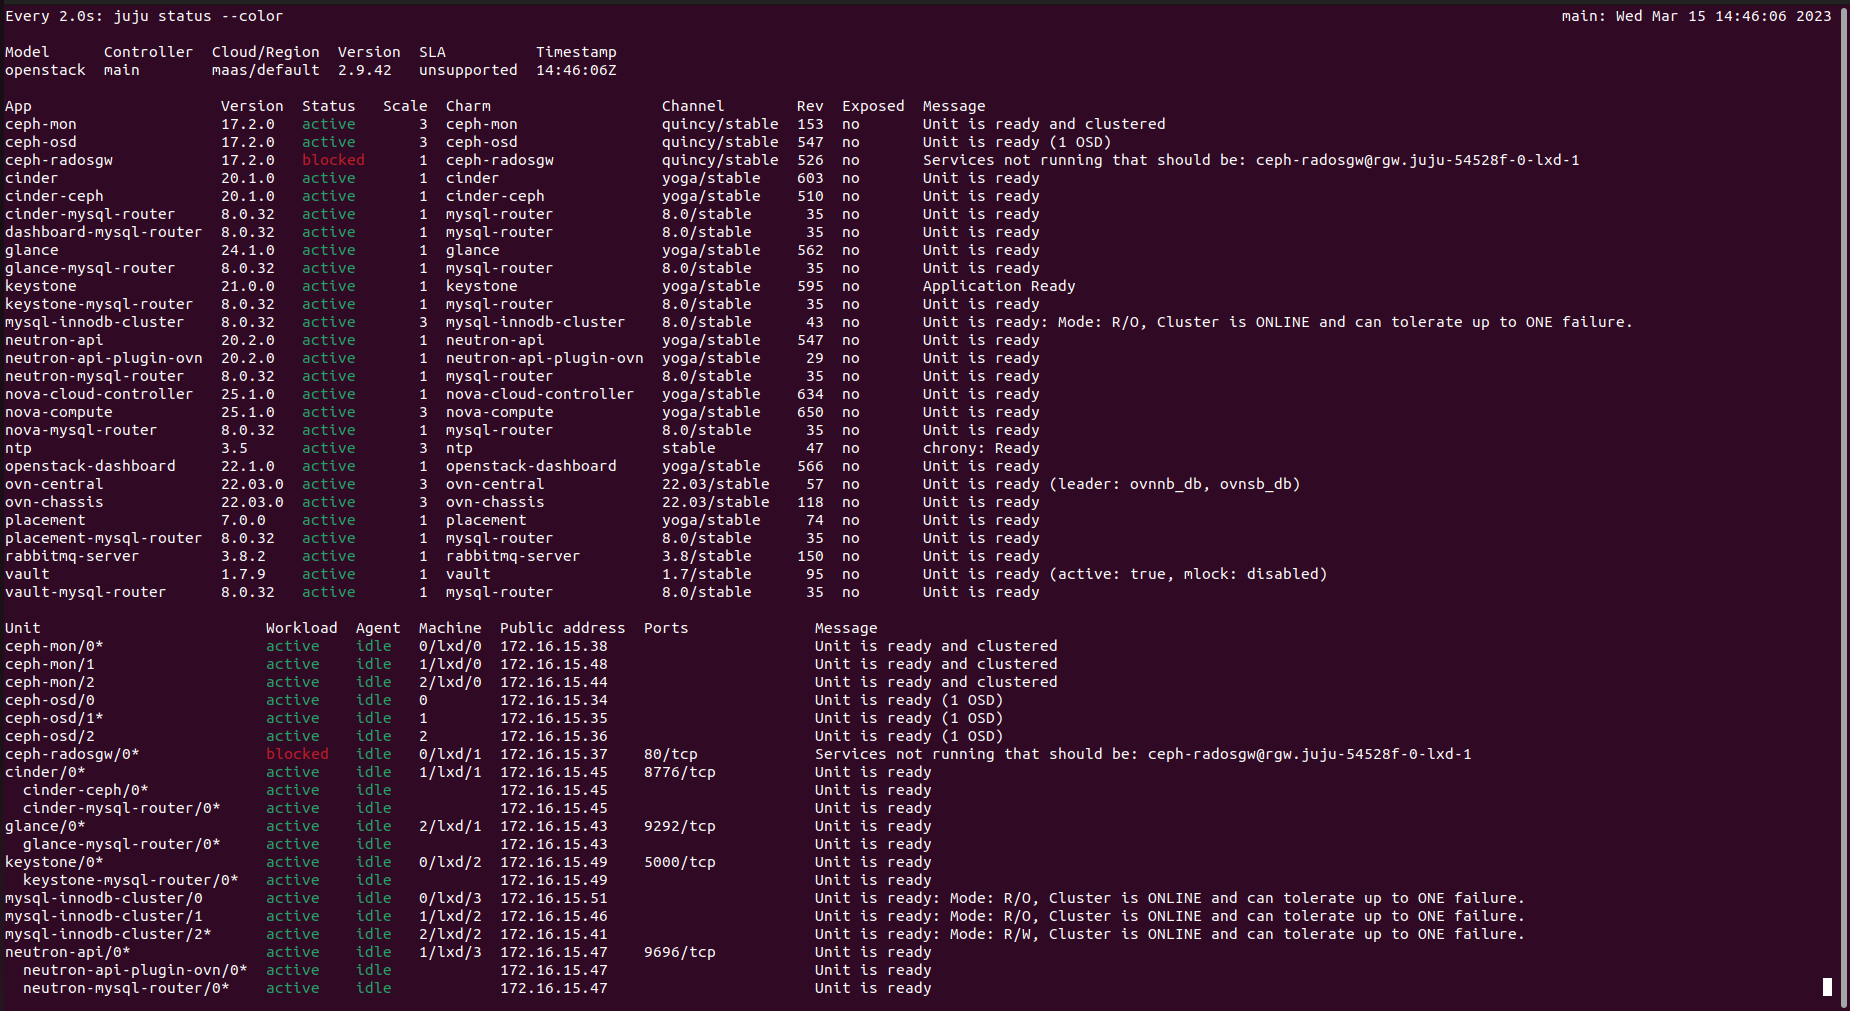 Every 2.0s: juju status --color                                                                 main: Wed Mar 15 14:46:06 2023
Model      Controller  Cloud/Region  Version  SLA          Timestamp
openstack  main        maas/default  2.9.42   unsupported  14:46:06Z
App                     Version  Status   Scale  Charm                   Channel       Rev  Exposed  Message
ceph-mon                17.2.0   active       3  ceph-mon                quincy/stable  153  no       Unit is ready and clustered
ceph-osd                17.2.0   active       3  ceph-osd                quincy/stable  547  no       Unit is ready (1 OSD)
ceph-radosgw            17.2.0   blocked      1  ceph-radosgw            quincy/stable  526  no       Services not running that should be: ceph-radosgw@rgw.juju-54528f-0-lxd-1
cinder                  20.1.0   active       1  cinder                  yoga/stable    603  no       Unit is ready
cinder-ceph             20.1.0   active       1  cinder-ceph             yoga/stable    510  no       Unit is ready
cinder-mysql-router     8.0.32   active       1  mysql-router            8.0/stable      35  no       Unit is ready
dashboard-mysql-router  8.0.32   active       1  mysql-router            8.0/stable      35  no       Unit is ready
glance                  24.1.0   active       1  glance                  yoga/stable    562  no       Unit is ready
glance-mysql-router     8.0.32   active       1  mysql-router            8.0/stable      35  no       Unit is ready
keystone                21.0.0   active       1  keystone                yoga/stable    595  no       Application Ready
keystone-mysql-router   8.0.32   active       1  mysql-router            8.0/stable      35  no       Unit is ready
mysql-innodb-cluster    8.0.32   active       3  mysql-innodb-cluster    8.0/stable      43  no       Unit is ready: Mode: R/O, Cluster is ONLINE and can tolerate up to ONE failure.
neutron-api             20.2.0   active       1  neutron-api             yoga/stable    547  no       Unit is ready
neutron-api-plugin-ovn  20.2.0   active       1  neutron-api-plugin-ovn  yoga/stable     29  no       Unit is ready
neutron-mysql-router    8.0.32   active       1  mysql-router            8.0/stable      35  no       Unit is ready
nova-cloud-controller   25.1.0   active       1  nova-cloud-controller   yoga/stable    634  no       Unit is ready
nova-compute            25.1.0   active       3  nova-compute            yoga/stable    650  no       Unit is ready
nova-mysql-router       8.0.32   active       1  mysql-router            8.0/stable      35  no       Unit is ready
ntp                     3.5      active       3  ntp                     stable          47  no       chrony: Ready
openstack-dashboard     22.1.0   active       1  openstack-dashboard     yoga/stable    566  no       Unit is ready
ovn-central             22.03.0  active       3  ovn-central             22.03/stable    57  no       Unit is ready (leader: ovnnb_db, ovnsb_db)
ovn-chassis             22.03.0  active       3  ovn-chassis             22.03/stable   118  no       Unit is ready
placement               7.0.0    active       1  placement               yoga/stable     74  no       Unit is ready
placement-mysql-router  8.0.32   active       1  mysql-router            8.0/stable      35  no       Unit is ready
rabbitmq-server         3.8.2    active       1  rabbitmq-server         3.8/stable     150  no       Unit is ready
vault                   1.7.9    active       1  vault                   1.7/stable      95  no       Unit is ready (active: true, mlock: disabled)
vault-mysql-router      8.0.32   active       1  mysql-router            8.0/stable      35  no       Unit is ready
Unit                         Workload  Agent  Machine  Public address  Ports              Message
ceph-mon/0*                  active    idle   0/lxd/0  172.16.15.38                       Unit is ready and clustered
ceph-mon/1                   active    idle   1/lxd/0  172.16.15.48                       Unit is ready and clustered
ceph-mon/2                   active    idle   2/lxd/0  172.16.15.44                       Unit is ready and clustered
ceph-osd/0                   active    idle   0        172.16.15.34                       Unit is ready (1 OSD)
ceph-osd/1*                  active    idle   1        172.16.15.35                       Unit is ready (1 OSD)
ceph-osd/2                   active    idle   2        172.16.15.36                       Unit is ready (1 OSD)
ceph-radosgw/0*              blocked   idle   0/lxd/1  172.16.15.37    80/tcp             Services not running that should be: ceph-radosgw@rgw.juju-54528f-0-lxd-1
cinder/0*                    active    idle   1/lxd/1  172.16.15.45    8776/tcp           Unit is ready
  cinder-ceph/0*             active    idle            172.16.15.45                       Unit is ready
  cinder-mysql-router/0*     active    idle            172.16.15.45                       Unit is ready
glance/0*                    active    idle   2/lxd/1  172.16.15.43    9292/tcp           Unit is ready
  glance-mysql-router/0*     active    idle            172.16.15.43                       Unit is ready
keystone/0*                  active    idle   0/lxd/2  172.16.15.49    5000/tcp           Unit is ready
  keystone-mysql-router/0*   active    idle            172.16.15.49                       Unit is ready
mysql-innodb-cluster/0       active    idle   0/lxd/3  172.16.15.51                       Unit is ready: Mode: R/O, Cluster is ONLINE and can tolerate up to ONE failure.
mysql-innodb-cluster/1       active    idle   1/lxd/2  172.16.15.46                       Unit is ready: Mode: R/O, Cluster is ONLINE and can tolerate up to ONE failure.
mysql-innodb-cluster/2*      active    idle   2/lxd/2  172.16.15.41                       Unit is ready: Mode: R/W, Cluster is ONLINE and can tolerate up to ONE failure.
neutron-api/0*               active    idle   1/lxd/3  172.16.15.47    9696/tcp           Unit is ready
  neutron-api-plugin-ovn/0*  active    idle            172.16.15.47                       Unit is ready
  neutron-mysql-router/0*    active    idle            172.16.15.47                       Unit is ready